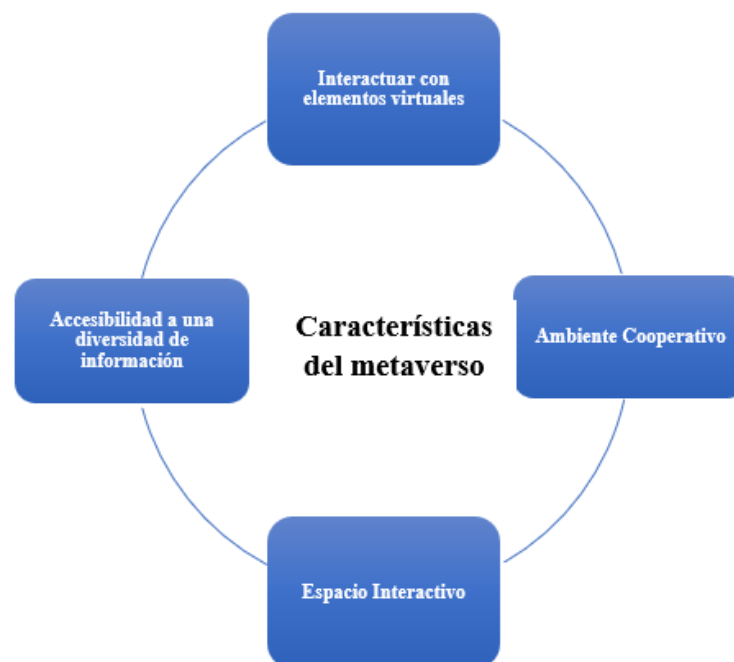 Interactuar con
elementos virtuales
Accesibilidad a una
diversidad de
información
Características
del metaverso
Ambiente Cooperativo
Espacio Interactivo